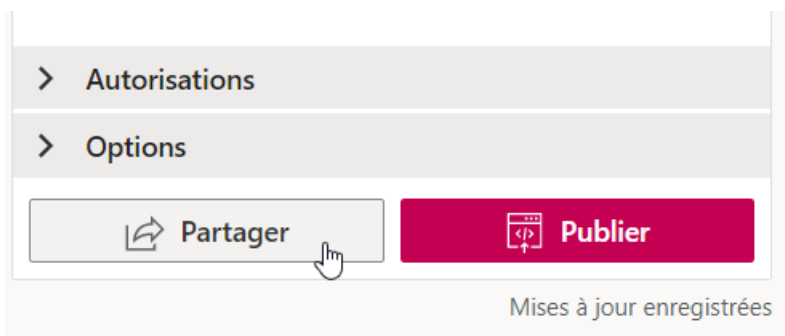 Autorisations
Options
Partager
Publier
Mises à jour enregistrées